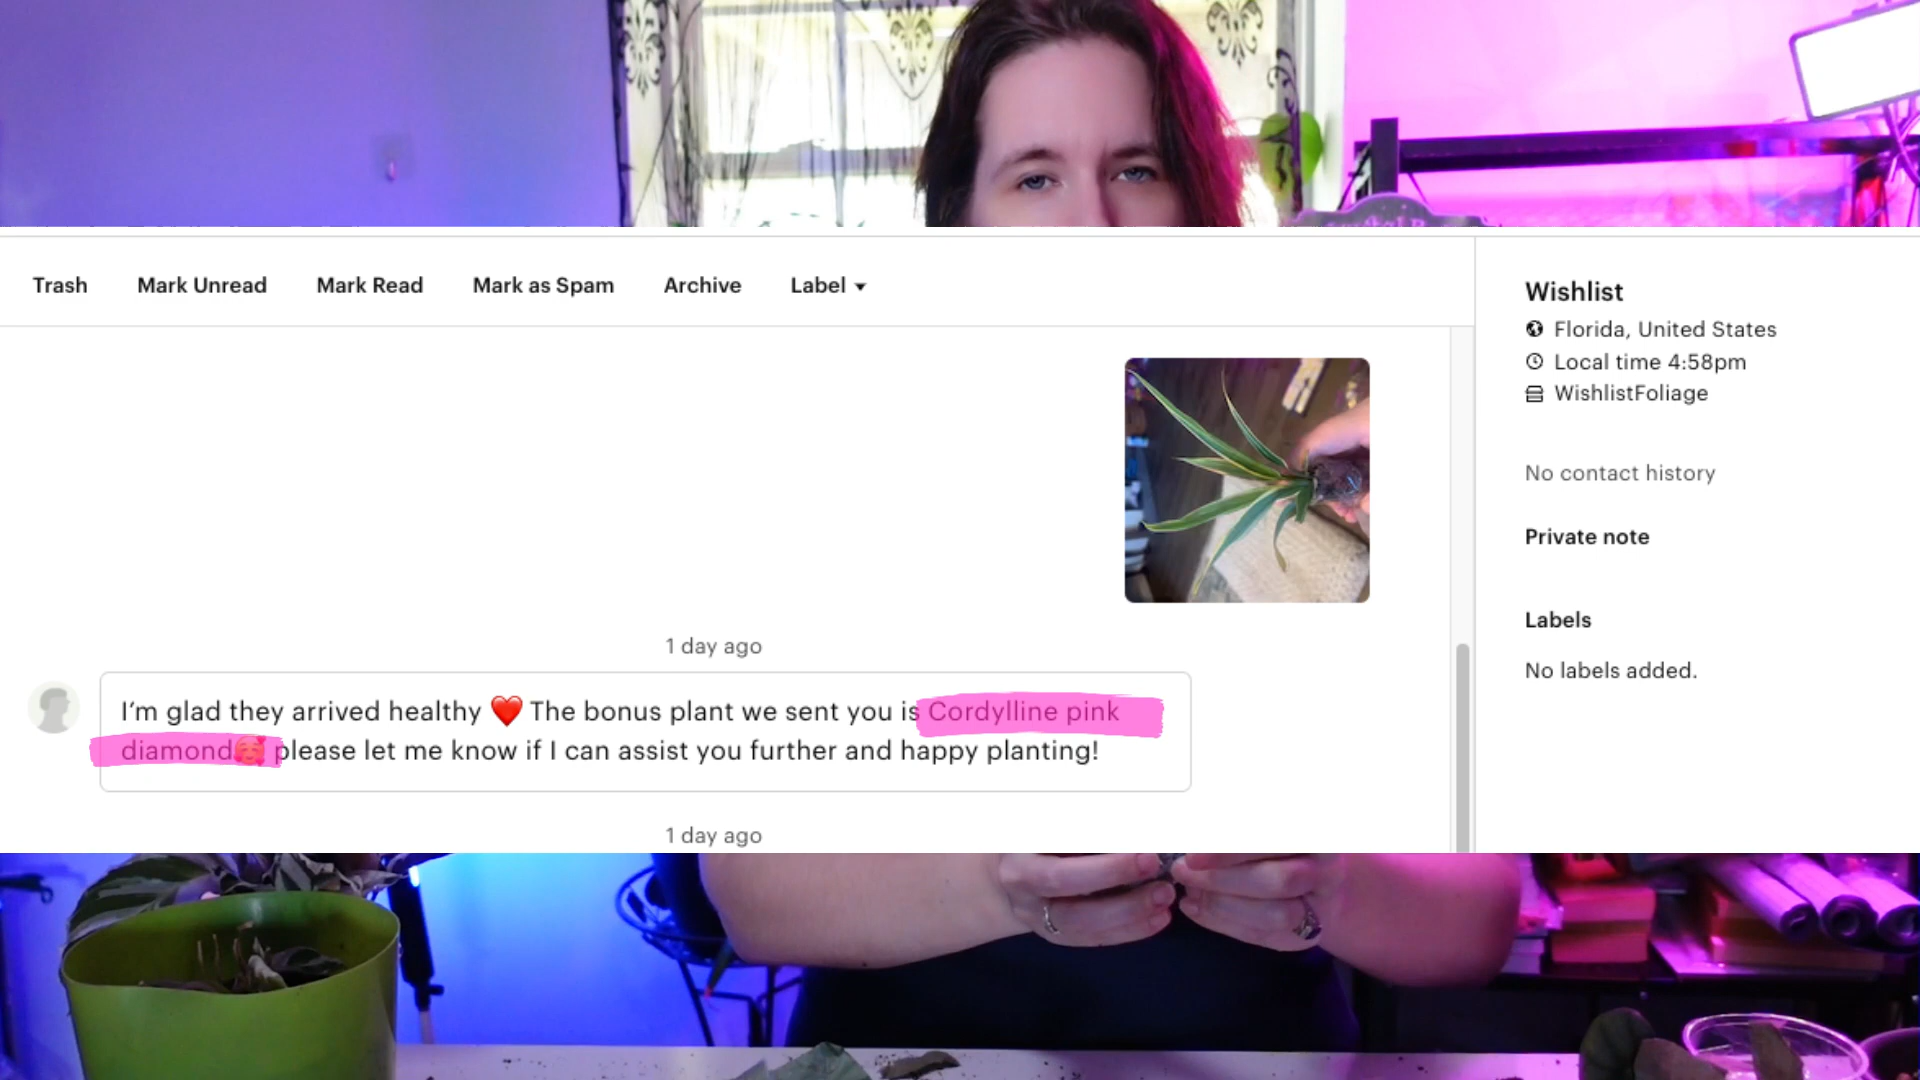 Trash Mark Unread Mark Read Mark as Spam Archive Label
Wishlist
Florida, United States
Local time 4:58pm
WishlistFoliage
No contact history
Private note
Labels
No labels added.
1 day ago
I'm glad they arrived healthy ❤️ The bonus plant we sent you is Cordylline pink
diamond🥰 please let me know if I can assist you further and happy planting!
1 day ago